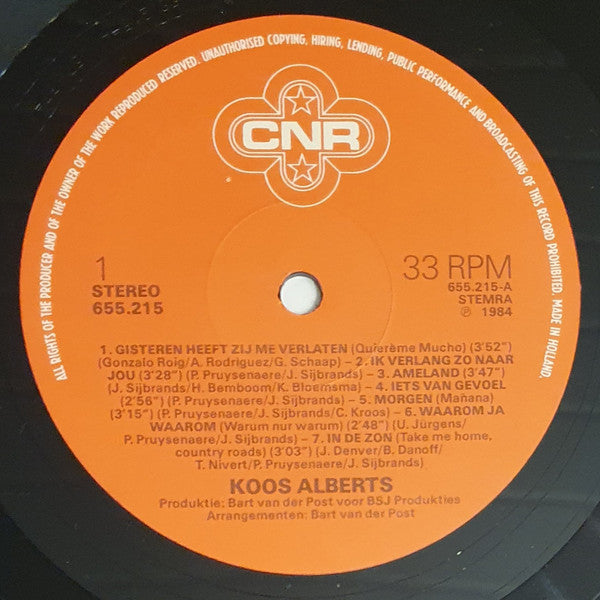 ALL RIGHTS OF THE PRODUCER AND OF THE OWNER OF THE WORK REPRODUCED RESERVED. UNAUTHORISED COPYING, HIRING, LENDING, PUBLIC PERFORMANCE AND BROADCASTING OF THIS RECORD PROHIBITED. MADE IN HOLLAND.
CNR
1
STEREO
655.215
33 RPM
655.215-A
STEMRA
℗ 1984
1. GISTEREN HEEFT ZIJ ME VERLATEN (Quierème Mucho) (3'52")
(Gonzalo Roig/A. Rodriguez/G. Schaap) – 2. IK VERLANG ZO NAAR
JOU (3'28") (P. Pruysenaere/J. Sijbrands) – 3. AMELAND (3'47")
(J. Sijbrands/H. Bemboom/K. Bloemsma) – 4. IETS VAN GEVOEL
(2'56") (P. Pruysenaere/J. Sijbrands) – 5. MORGEN (Mañana)
(3'15") (P. Pruysenaere/J. Sijbrands/C. Kroos) – 6. WAAROM JA
WAAROM (Warum nur warum) (2'48") (U. Jürgens/
P. Pruysenaere/J. Sijbrands) – 7. IN DE ZON (Take me home,
country roads) (3'03") (J. Denver/B. Danoff/
T. Nivert/P. Pruysenaere/J. Sijbrands)
KOOS ALBERTS
Produktie: Bart van der Post voor BSJ Produkties
Arrangementen: Bart van der Post